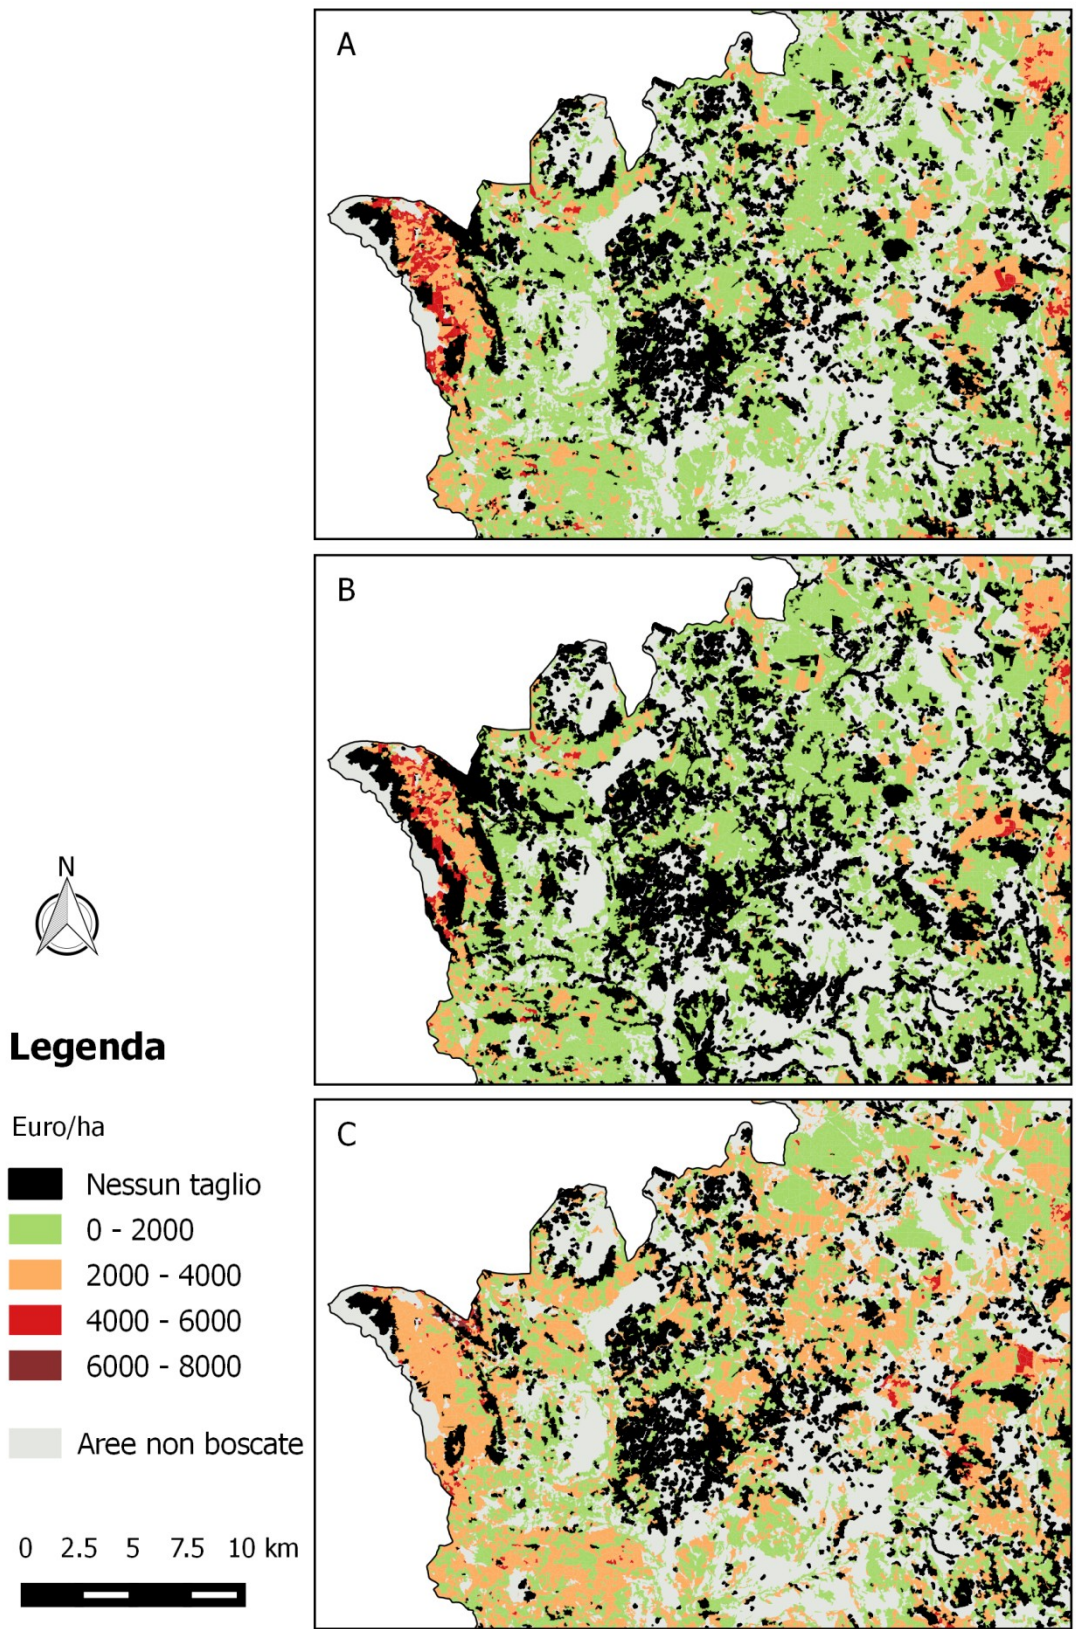 A
B
C
N
Legenda
Euro/ha
Nessun taglio
0 - 2000
2000 - 4000
4000 - 6000
6000 - 8000
Aree non boscate
0 2.5 5 7.5 10 km